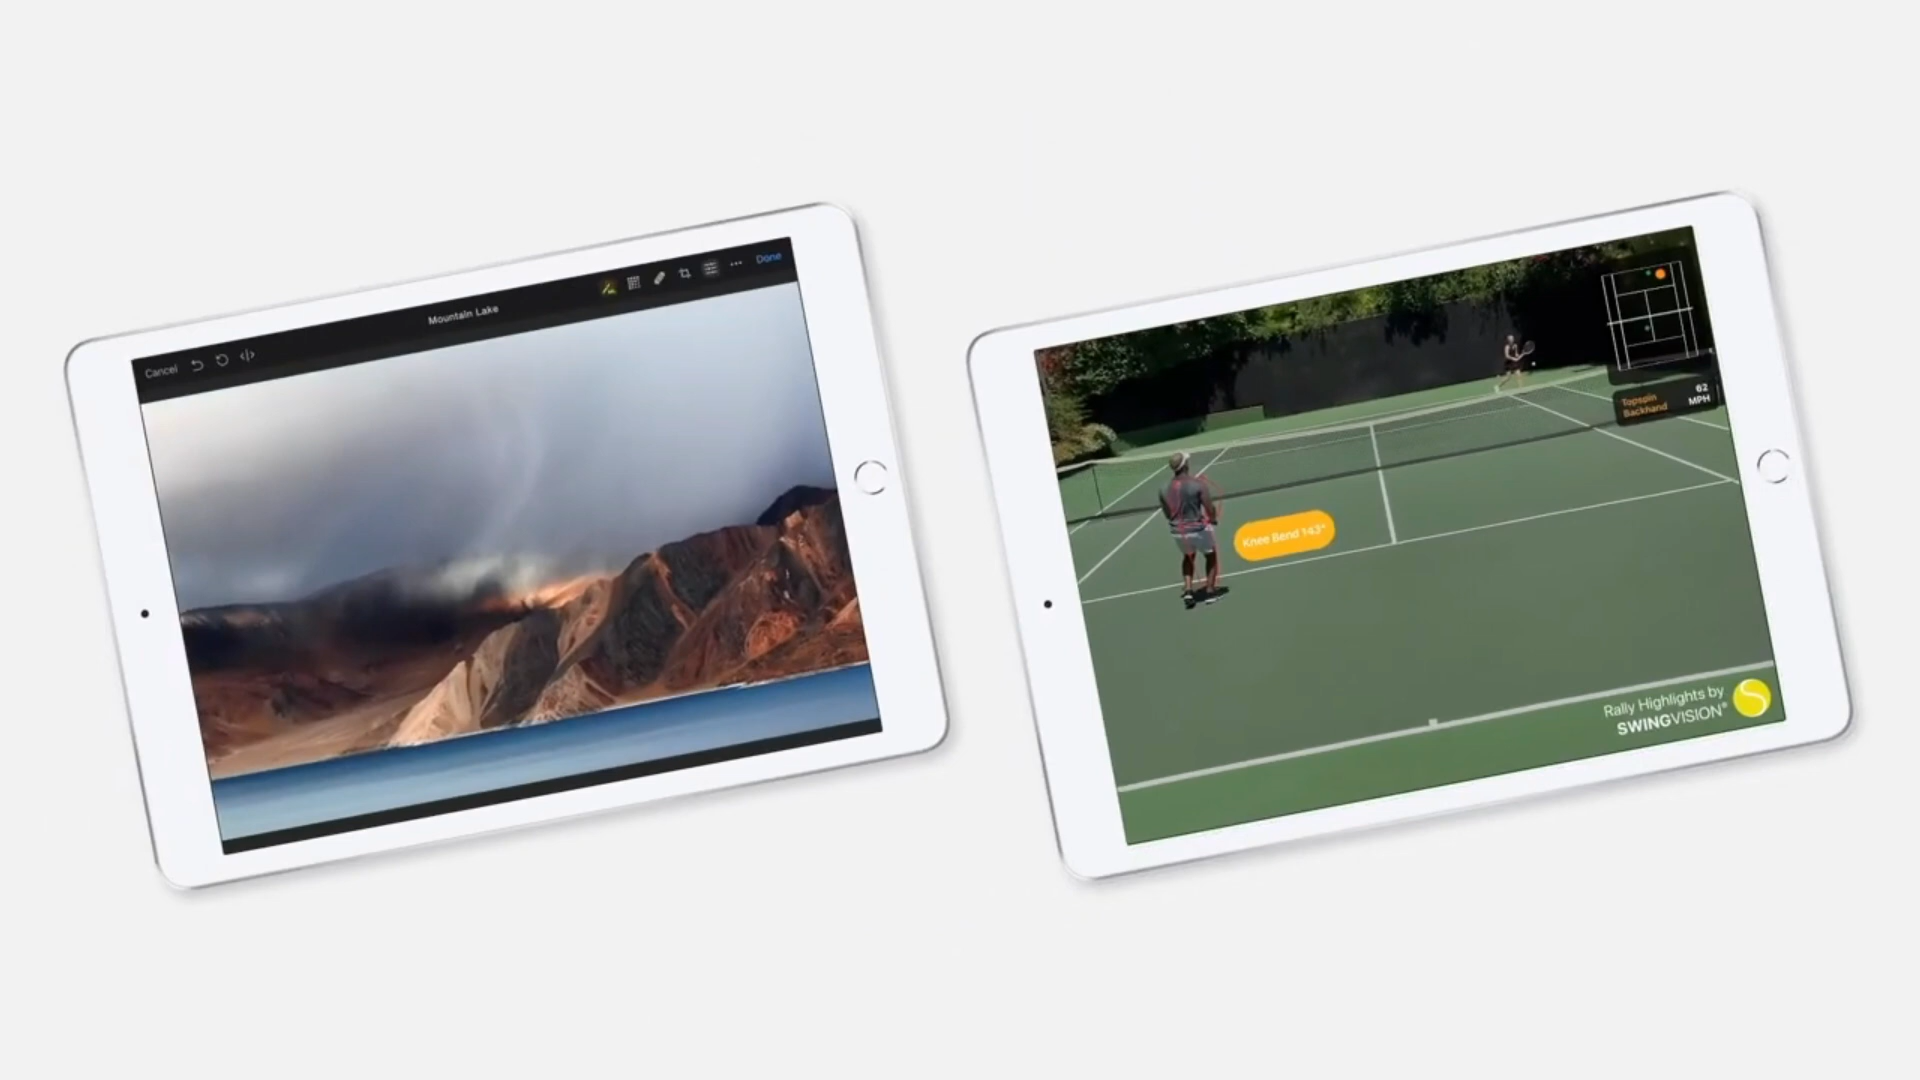 Cancel
Mountain Lake
Done
62
Topspin
MPH
Backhand
Knee Bend 143°
Rally Highlights by
SWINGVISION®